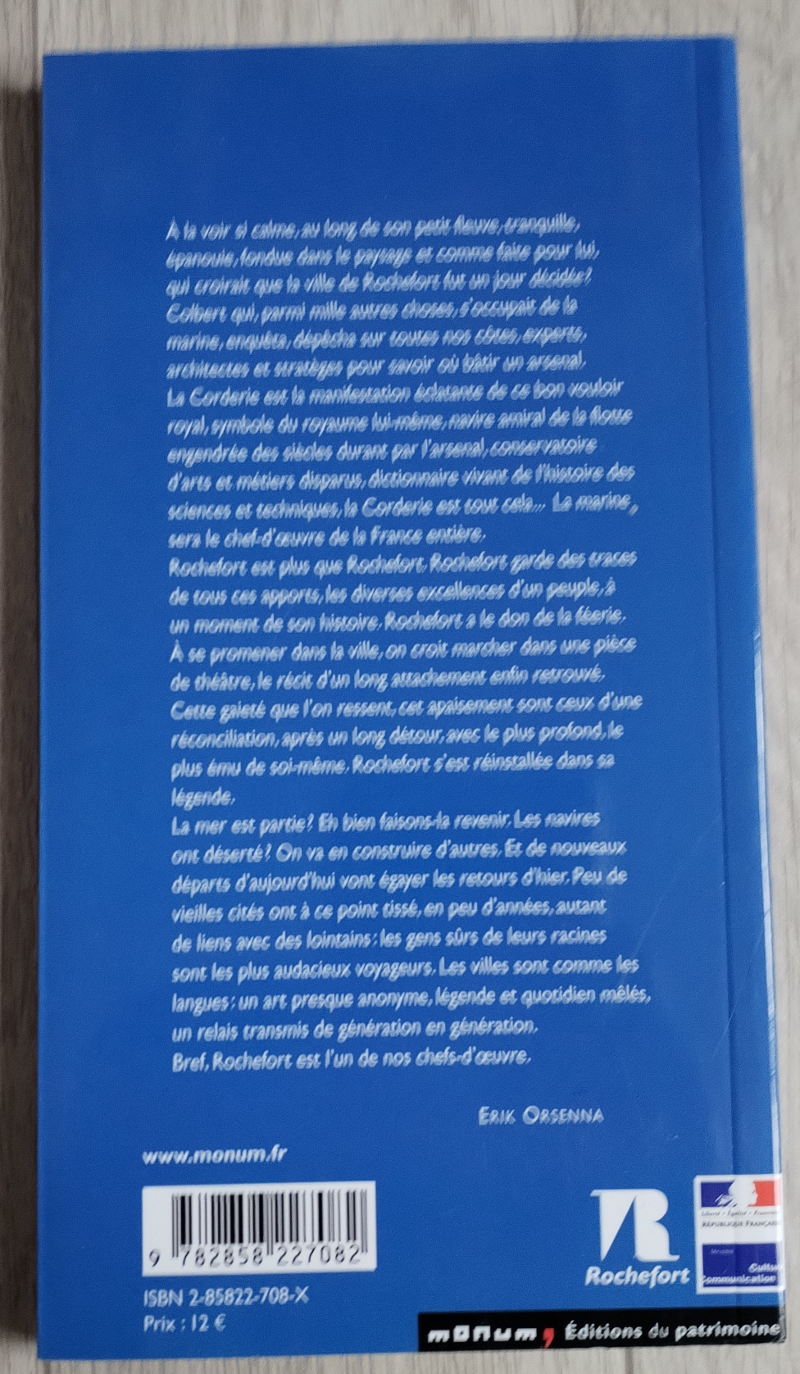 À la voir si calme, au long de son petit fleuve, tranquille,
épanouie, fondue dans le paysage et comme faite pour lui,
qui croirait que la ville de Rochefort fut un jour décidée?
Colbert qui, parmi mille autres choses, s'occupait de la
marine, enquêta, dépêcha sur toutes nos côtes, experts,
architectes et stratèges pour savoir où bâtir un arsenal.
La Corderie est la manifestation éclatante de ce bon vouloir
royal, symbole du royaume lui-même, navire amiral de la flotte
engendrée des siècles durant par l'arsenal, conservatoire
d'arts et métiers disparus, dictionnaire vivant de l'histoire des
sciences et techniques, la Corderie est tout cela... La marine,
sera le chef-d'œuvre de la France entière.
Rochefort est plus que Rochefort. Rochefort garde des traces
de tous ces apports, les diverses excellences d'un peuple, à
un moment de son histoire. Rochefort a le don de la féerie.
À se promener dans la ville, on croit marcher dans une pièce
de théâtre, le récit d'un long attachement enfin retrouvé.
Cette gaieté que l'on ressent, cet apaisement sont ceux d'une
réconciliation, après un long détour, avec le plus profond, le
plus ému de soi-même. Rochefort s'est réinstallée dans sa
légende.
La mer est partie? Eh bien faisons-la revenir. Les navires
ont déserté? On va en construire d'autres. Et de nouveaux
départs d'aujourd'hui vont égayer les retours d'hier. Peu de
vieilles cités ont à ce point tissé, en peu d'années, autant
de liens avec des lointains: les gens sûrs de leurs racines
sont les plus audacieux voyageurs. Les villes sont comme les
langues: un art presque anonyme, légende et quotidien mêlés,
un relais transmis de génération en génération.
Bref, Rochefort est l'un de nos chefs-d'œuvre.
ERIK ORSENNA
www.monum.fr
9 782858 227082
ISBN 2-85822-708-X
Prix : 12 €
R
Rochefort
Liberté • Égalité •
RÉPUBLIQUE FRANÇAISE
Communication
monum, Éditions du patrimoine